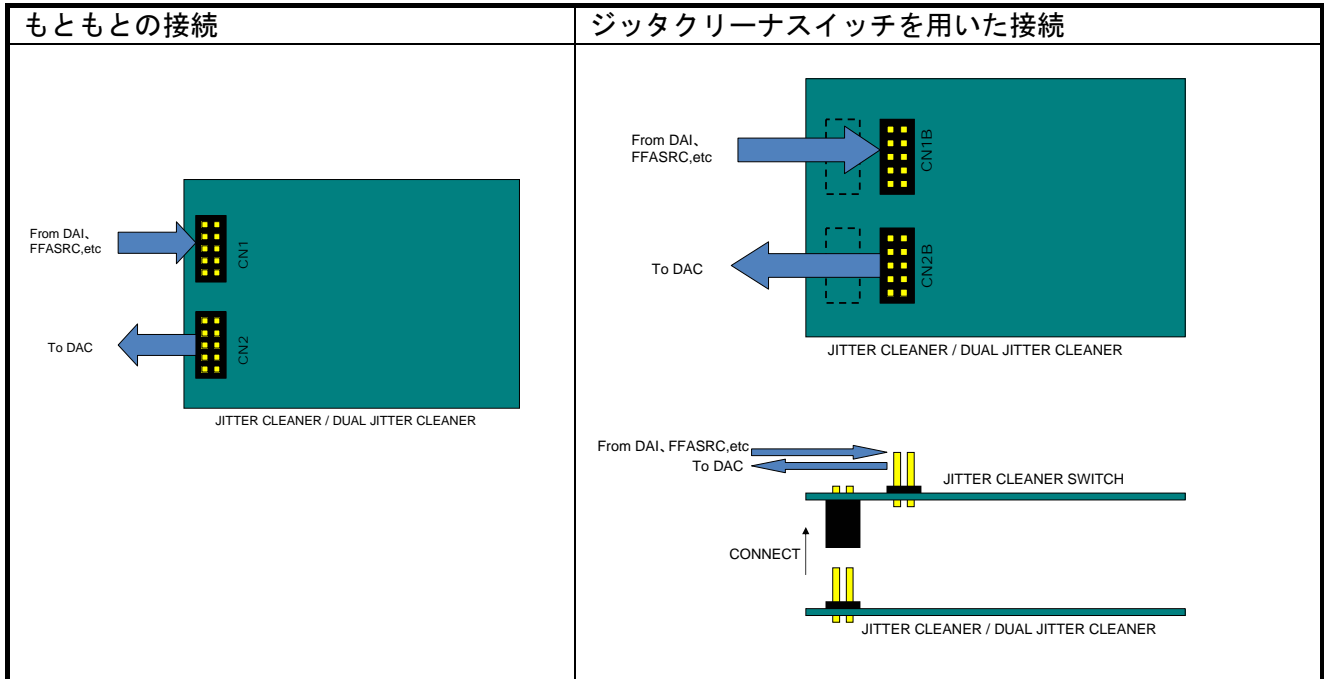 もともとの接続
From DAI、
FFASRC,etc
CN1
To DAC
CN2
JITTER CLEANER / DUAL JITTER CLEANER
ジッタクリーナスイッチを用いた接続
From DAI、
FFASRC,etc
CN1B
To DAC
CN2B
JITTER CLEANER / DUAL JITTER CLEANER
From DAI、FFASRC,etc
To DAC
JITTER CLEANER SWITCH
CONNECT
JITTER CLEANER / DUAL JITTER CLEANER